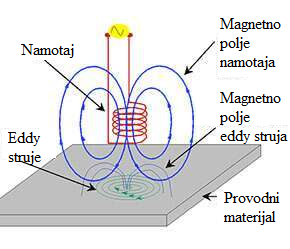 Magnetno
polje
namotaja
Namotaj
Magnetno
polje
eddy struja
Eddy
struje
Provodni
materijal